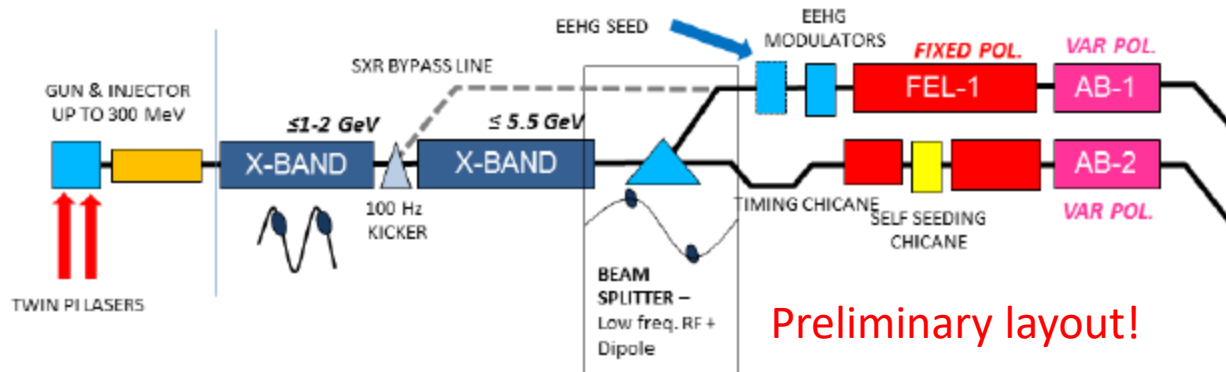 EEHG SEED
EEHG
MODULATORS
FIXED POL.
VAR POL.
SXR BYPASS LINE
GUN & INJECTOR
UP TO 300 MeV
≤1-2 GeV
≤ 5.5 GeV
FEL-1
AB-1
X-BAND
X-BAND
AB-2
100 Hz
KICKER
TIMING CHICANE
SELF SEEDING
CHICANE
VAR POL.
TWIN PI LASERS
BEAM
SPLITTER –
Low freq. RF +
Dipole
Preliminary layout!